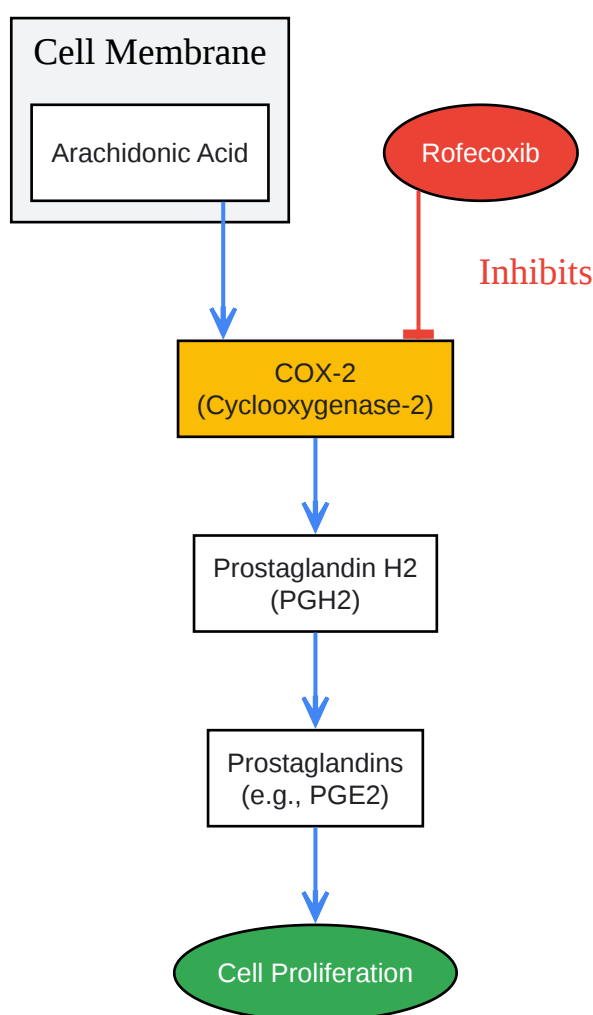 Cell Membrane
Arachidonic Acid
Rofecoxib
Inhibits
COX-2
(Cyclooxygenase-2)
Prostaglandin H2
(PGH2)
Prostaglandins
(e.g., PGE2)
Cell Proliferation